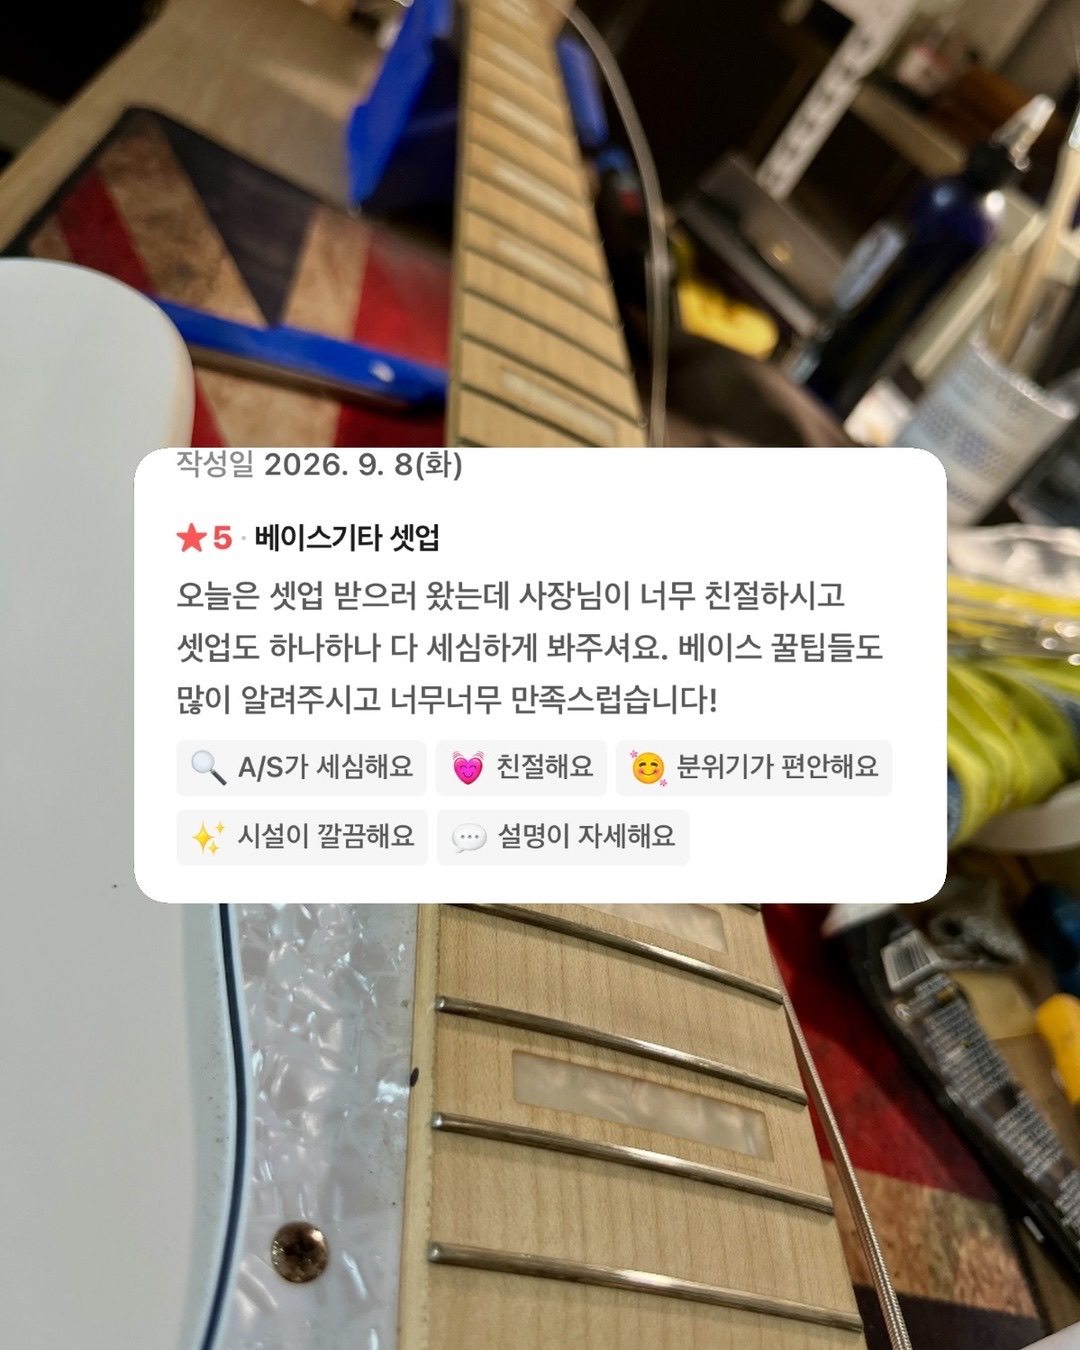 작성일 2026. 9. 8(화)
5 · 베이스기타 셋업
오늘은 셋업 받으러 왔는데 사장님이 너무 친절하시고
셋업도 하나하나 다 세심하게 봐주셔요. 베이스 꿀팁들도
많이 알려주시고 너무너무 만족스럽습니다!
A/S가 세심해요 친절해요 분위기가 편안해요
시설이 깔끔해요 설명이 자세해요